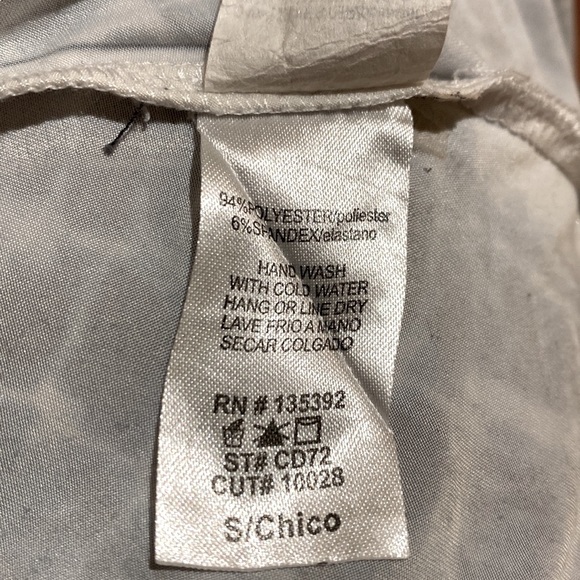 94% POLYESTER/poliester
6% SPANDEX/elastano
HAND WASH
WITH COLD WATER
HANG OR LINE DRY
LAVE FRIO A MANO
SECAR COLGADO
RN # 135392
ST# CD72
CUT# 10028
S/Chico